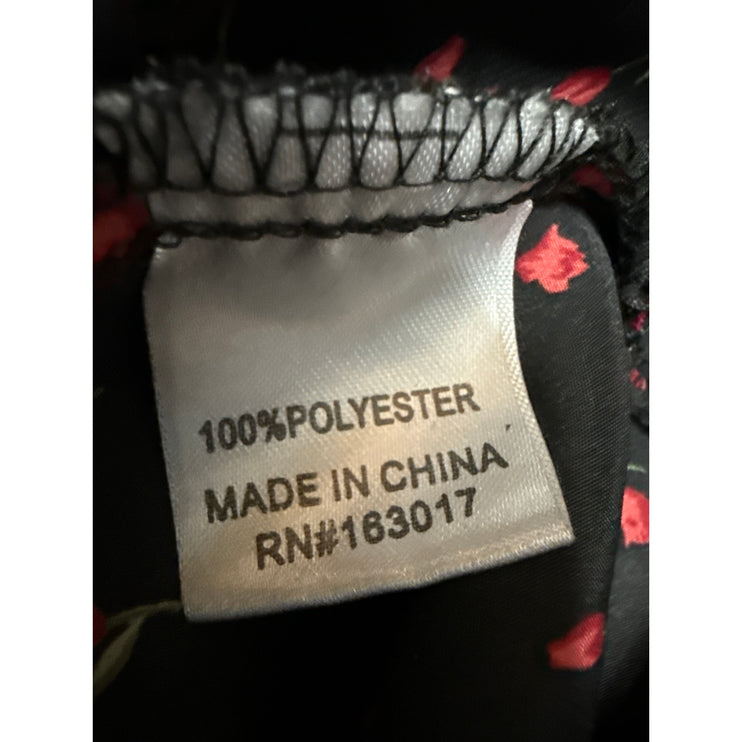 100%POLYESTER
MADE IN CHINA
RN#163017